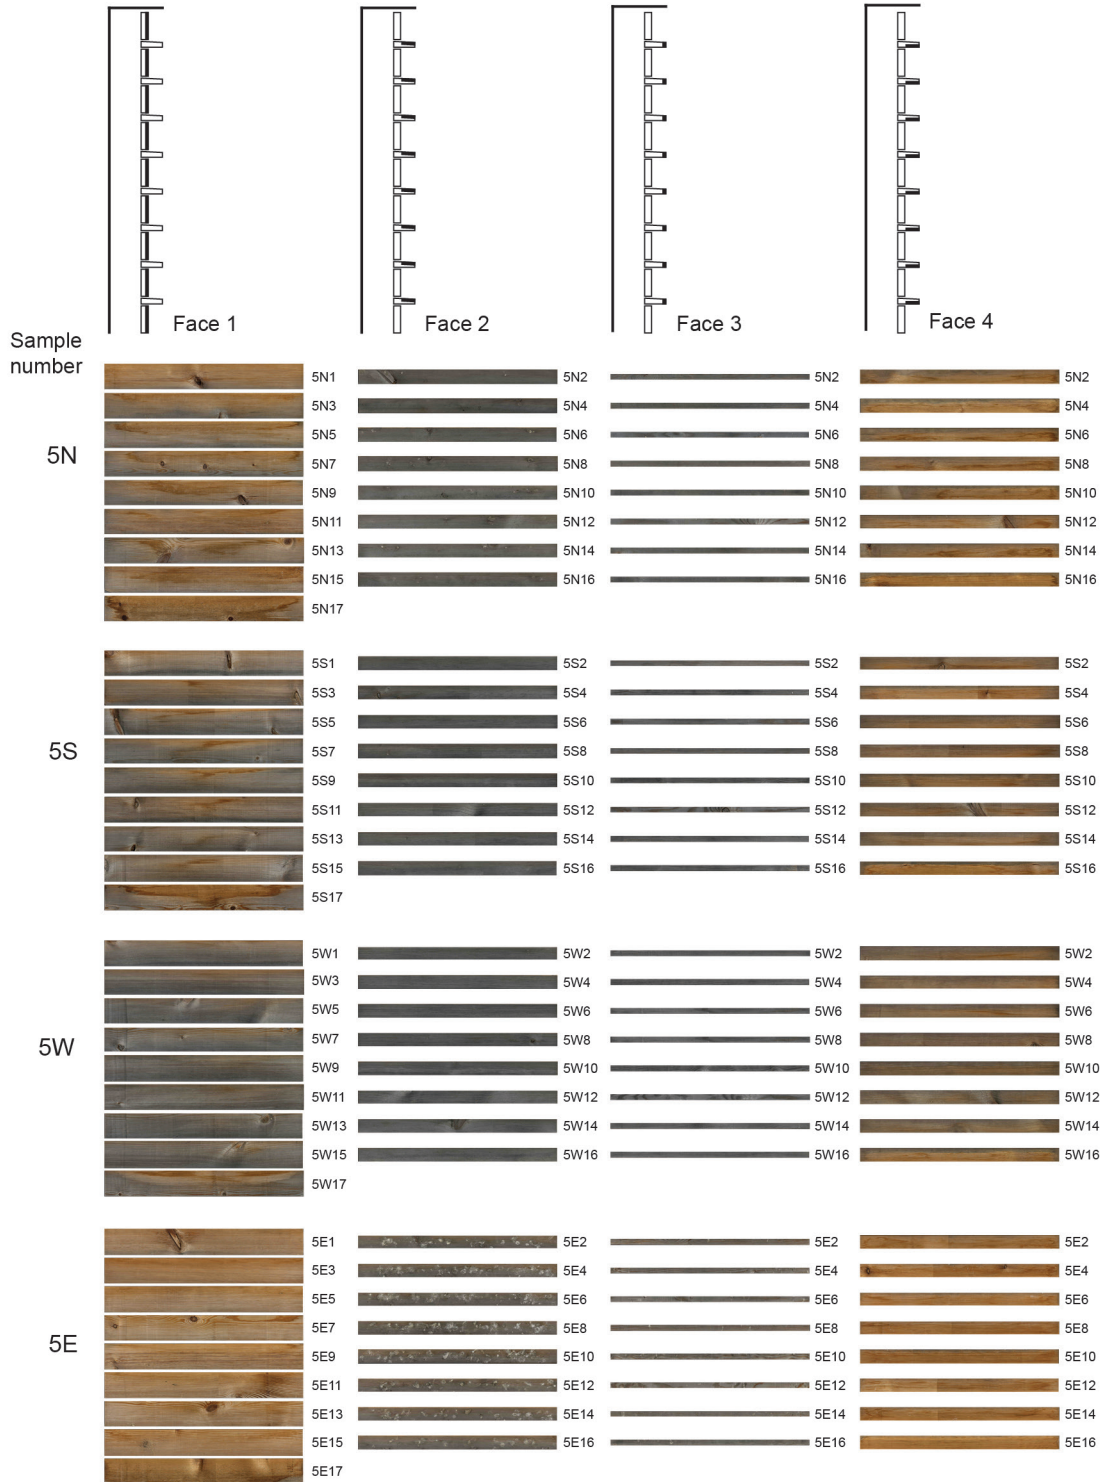 Face 1
Face 2
Face 3
Face 4
Sample
number
5N
5N1
5N2
5N2
5N2
5N3
5N4
5N4
5N4
5N5
5N6
5N6
5N6
5N7
5N8
5N8
5N8
5N9
5N10
5N10
5N10
5N11
5N12
5N12
5N12
5N13
5N14
5N14
5N14
5N15
5N16
5N16
5N16
5N17
5S
5S1
5S2
5S2
5S2
5S3
5S4
5S4
5S4
5S5
5S6
5S6
5S6
5S7
5S8
5S8
5S8
5S9
5S10
5S10
5S10
5S11
5S12
5S12
5S12
5S13
5S14
5S14
5S14
5S15
5S16
5S16
5S16
5S17
5W
5W1
5W2
5W2
5W2
5W3
5W4
5W4
5W4
5W5
5W6
5W6
5W6
5W7
5W8
5W8
5W8
5W9
5W10
5W10
5W10
5W11
5W12
5W12
5W12
5W13
5W14
5W14
5W14
5W15
5W16
5W16
5W16
5W17
5E
5E1
5E2
5E2
5E2
5E3
5E4
5E4
5E4
5E5
5E6
5E6
5E6
5E7
5E8
5E8
5E8
5E9
5E10
5E10
5E10
5E11
5E12
5E12
5E12
5E13
5E14
5E14
5E14
5E15
5E16
5E16
5E16
5E17